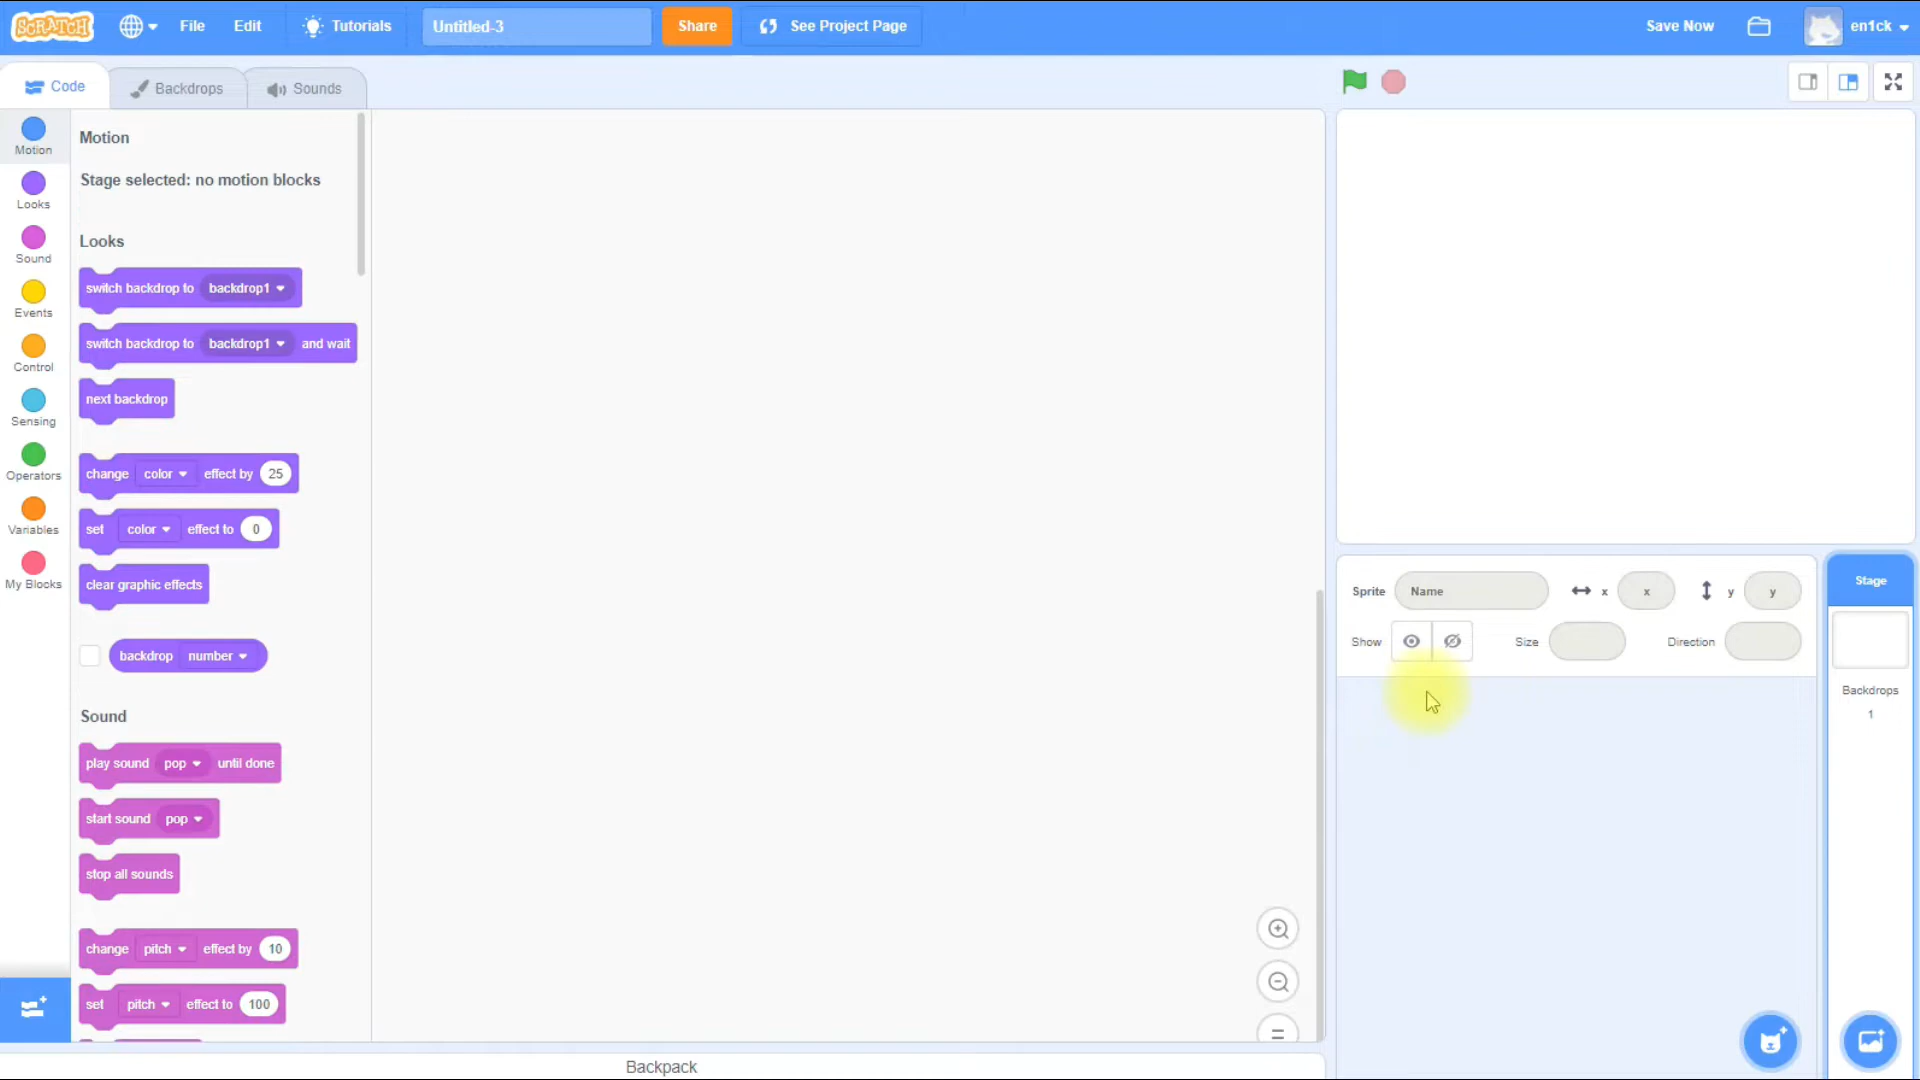 SCRATCH
File
Edit
Tutorials
Untitled-3
Share
See Project Page
Save Now
en1ck
Code
Backdrops
Sounds
Motion
Looks
Sound
Events
Control
Sensing
Operators
Variables
My Blocks
Motion
Stage selected: no motion blocks
Looks
switch backdrop to backdrop1
switch backdrop to backdrop1 and wait
next backdrop
change color effect by 25
set color effect to 0
clear graphic effects
backdrop number
Sound
play sound pop until done
start sound pop
stop all sounds
change pitch effect by 10
set pitch effect to 100
Backpack
Sprite Name x x y y
Show Size Direction
Stage
Backdrops
1